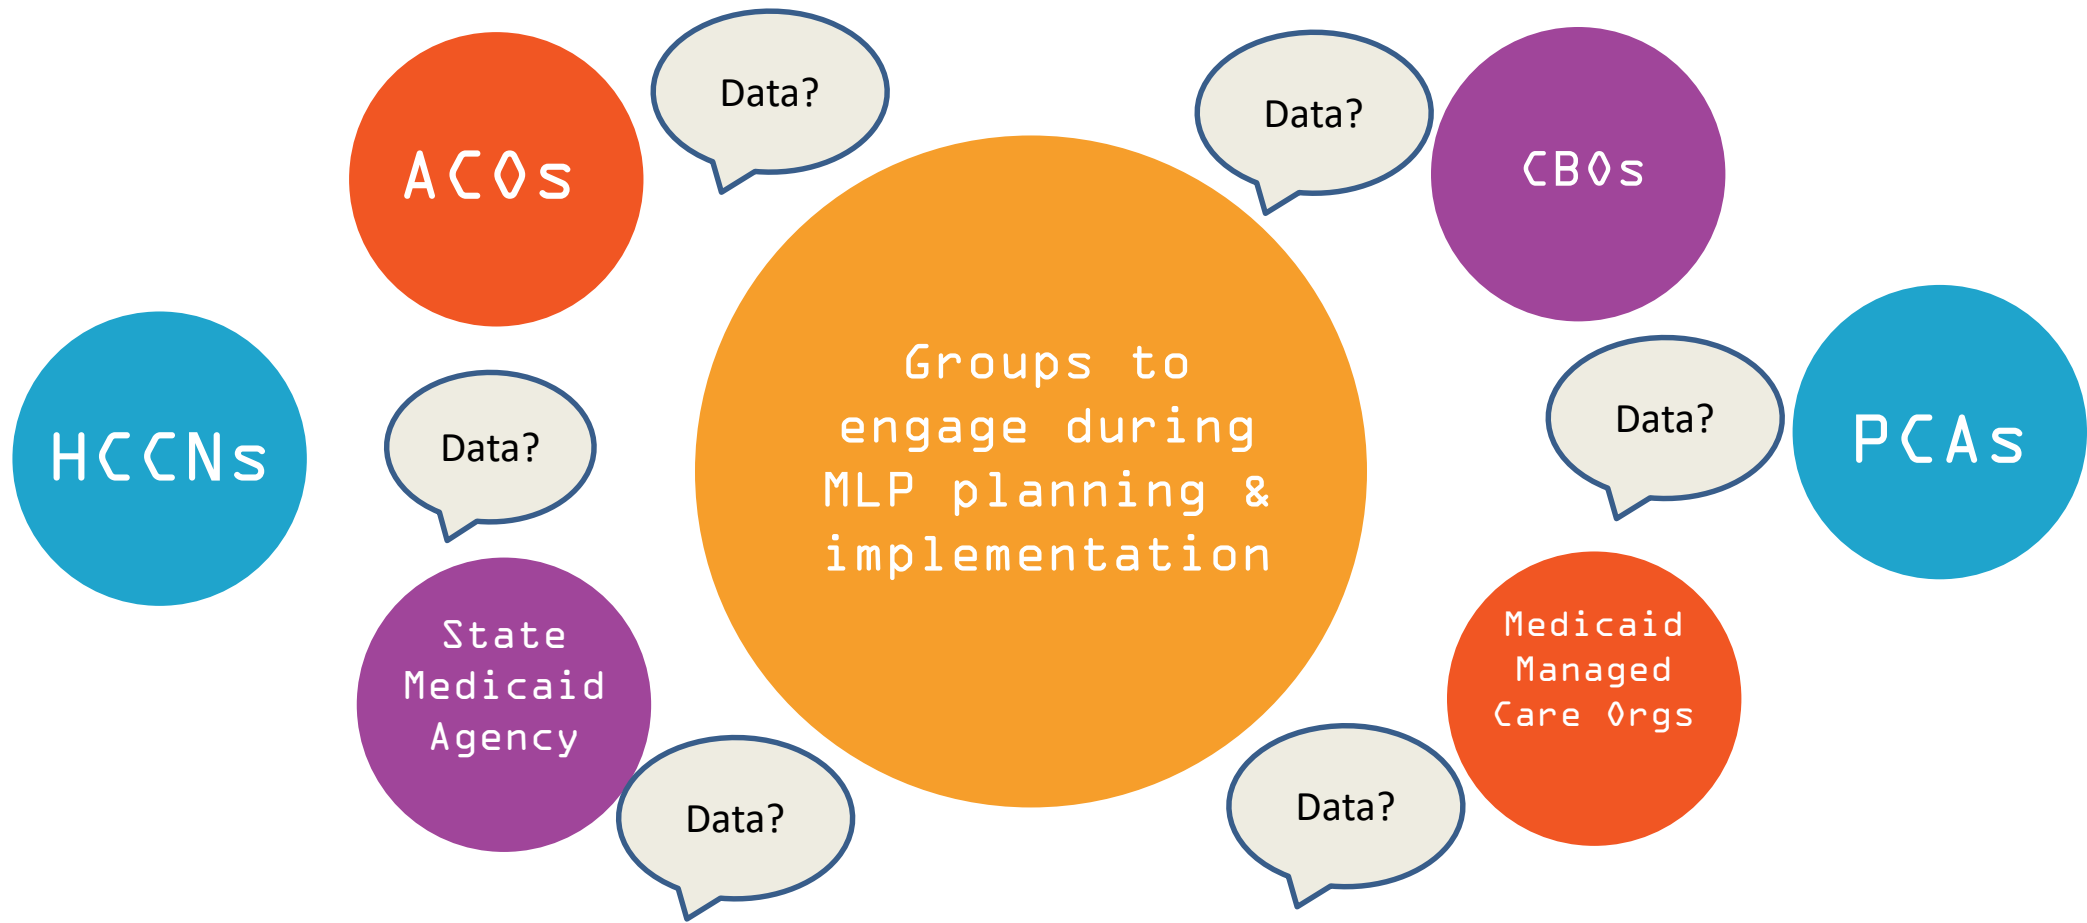 Data?
Data?
ACOs
CBOs
Groups to
engage during
MLP planning &
implementation
HCCNs
Data?
Data?
PCAs
State
Medicaid
Agency
Medicaid
Managed
Care Orgs
Data?
Data?